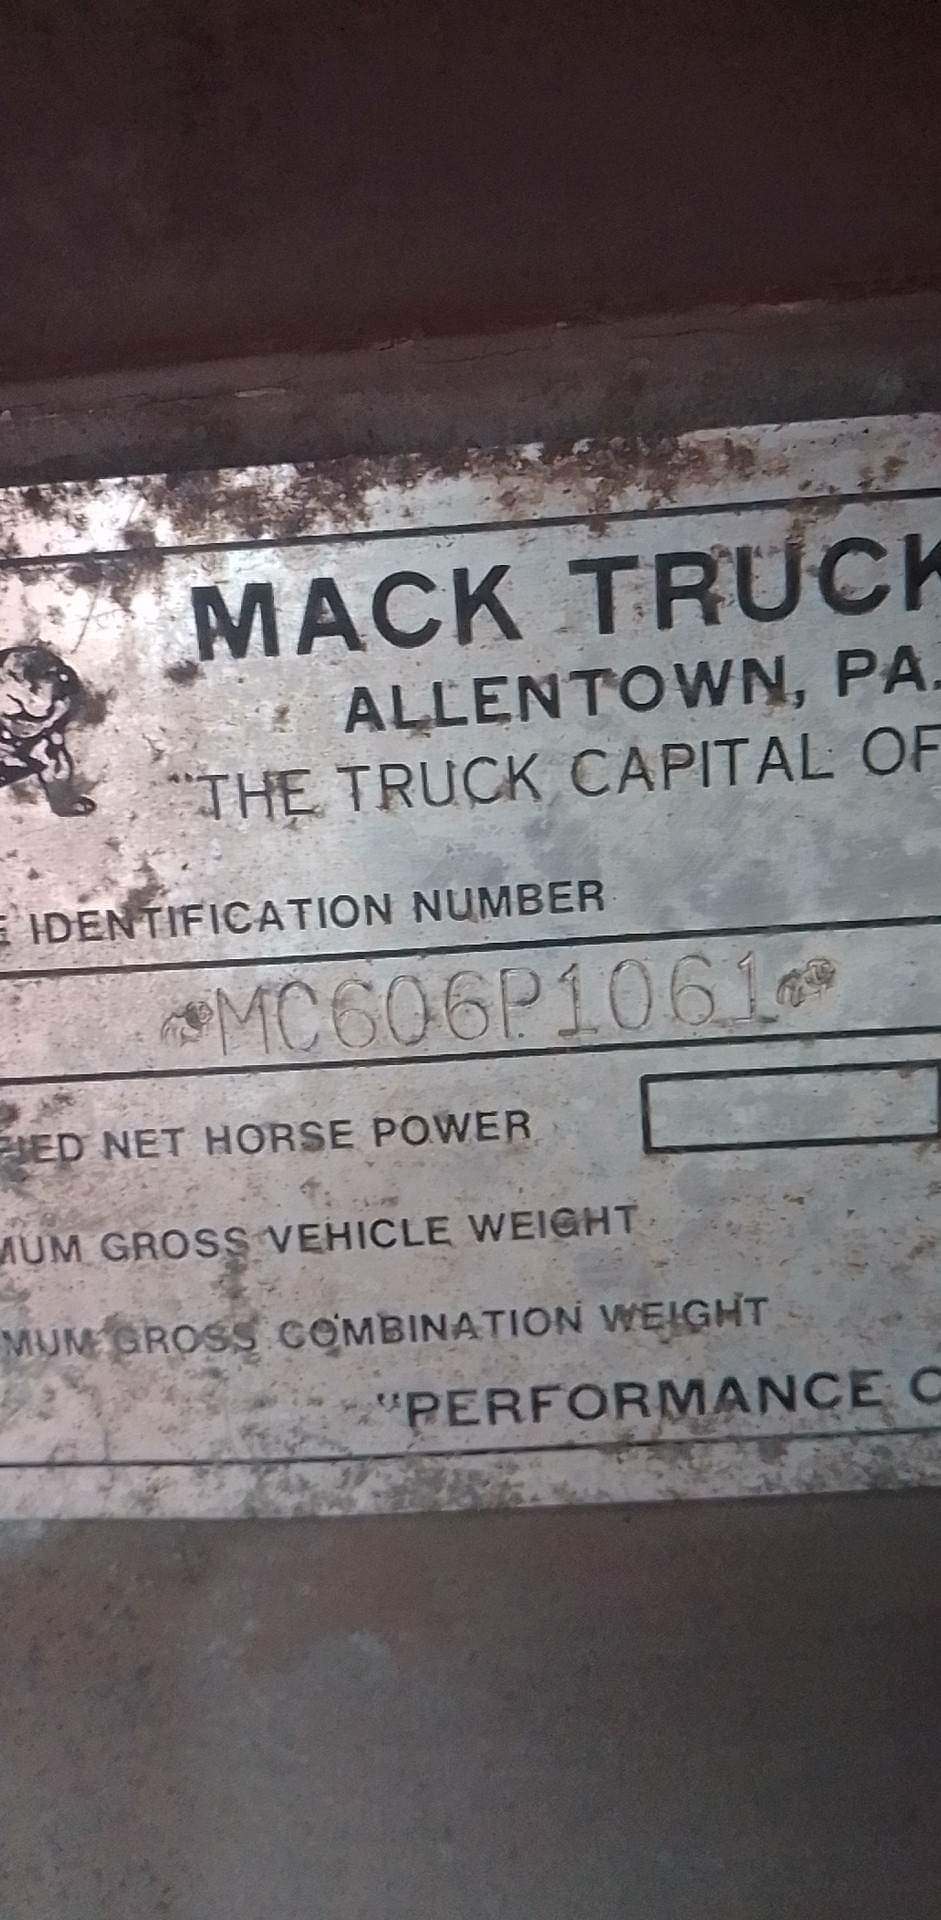 MACK TRUCK
ALLENTOWN, PA.
"THE TRUCK CAPITAL OF
IDENTIFICATION NUMBER
MC606P1061
NET HORSE POWER
GROSS VEHICLE WEIGHT
GROSS COMBINATION WEIGHT
"PERFORMANCE